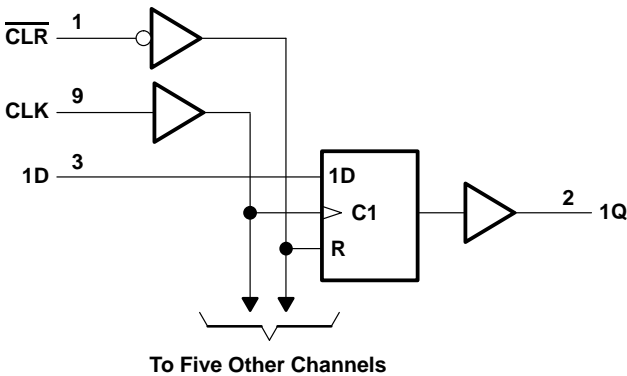 CLR 1
CLK 9
1D 3
1D
C1
R
2 1Q
To Five Other Channels